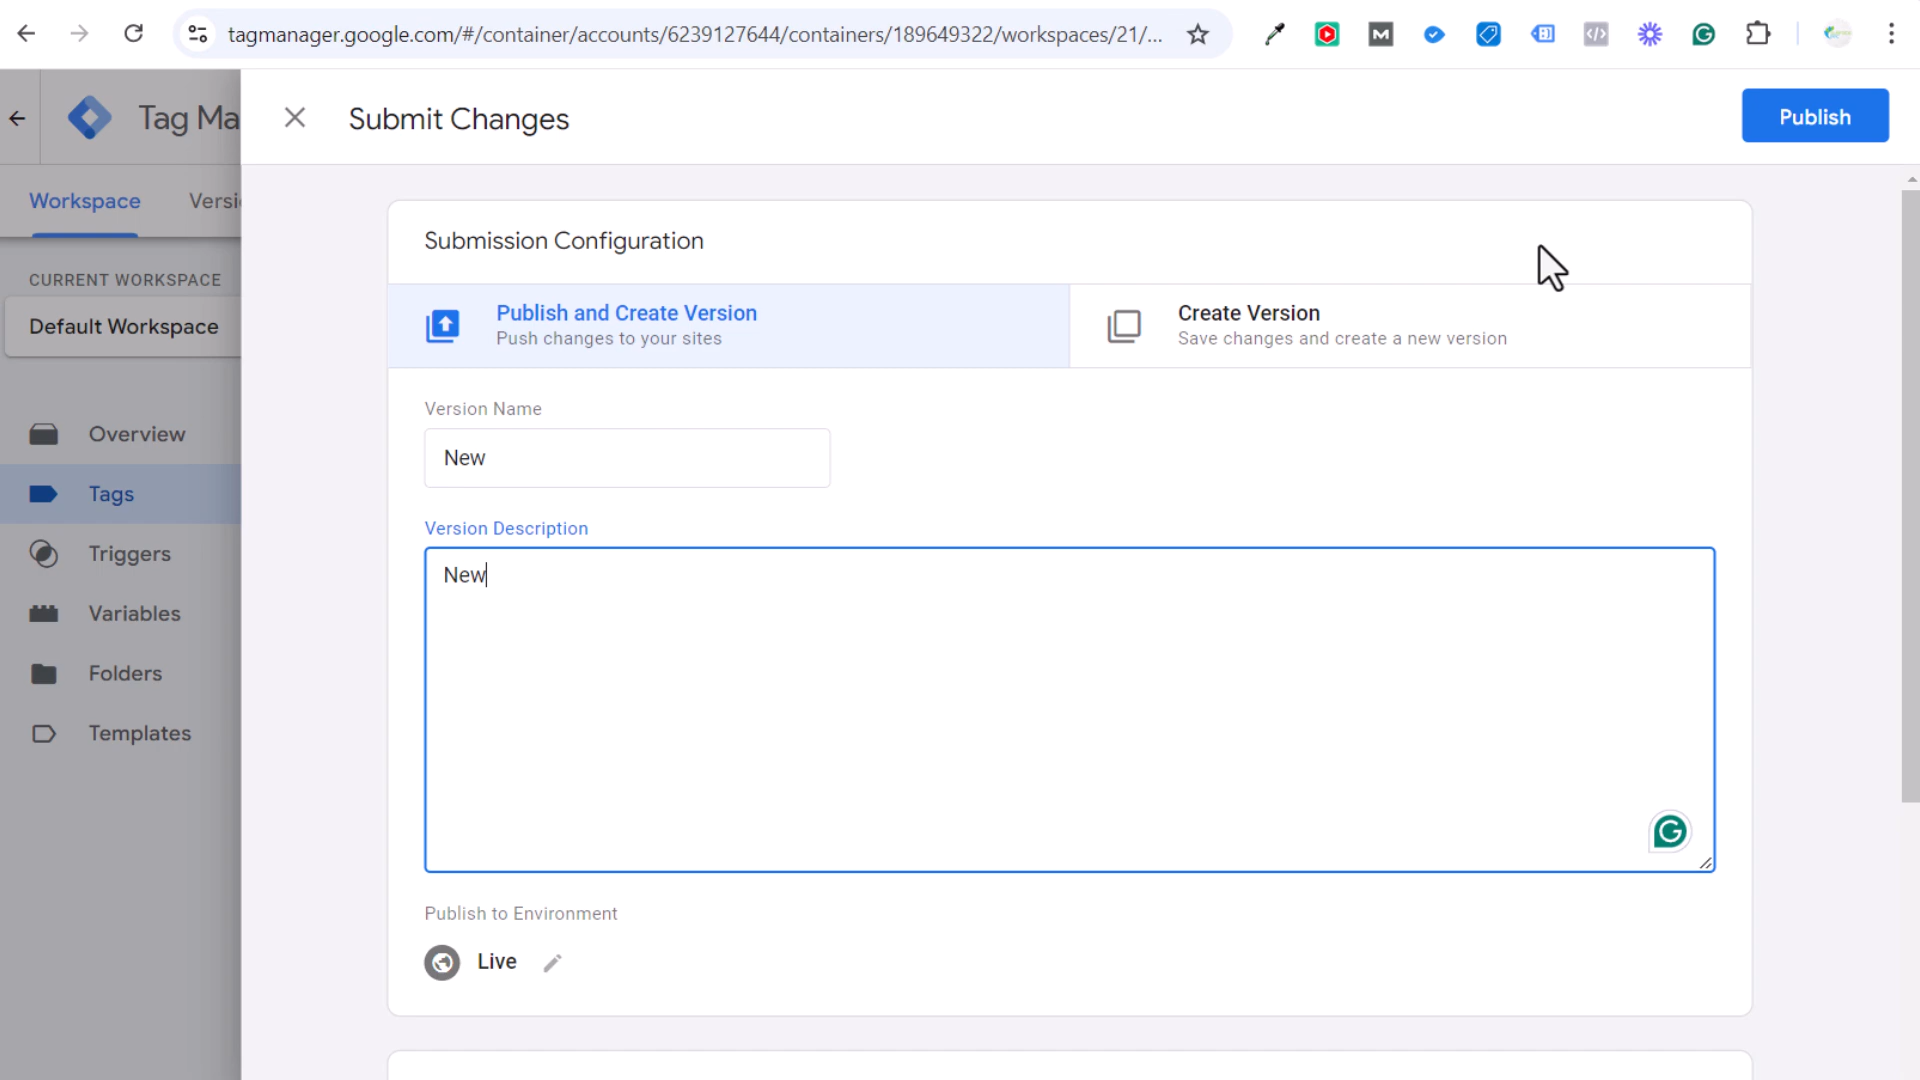 tagmanager.google.com/#/container/accounts/6239127644/containers/189649322/workspaces/21/...
Tag Ma
Submit Changes
Publish
Workspace
Versi
Submission Configuration
CURRENT WORKSPACE
Default Workspace
Publish and Create Version
Push changes to your sites
Create Version
Save changes and create a new version
Version Name
New
Overview
Tags
Version Description
New
Triggers
Variables
Folders
Templates
Publish to Environment
Live